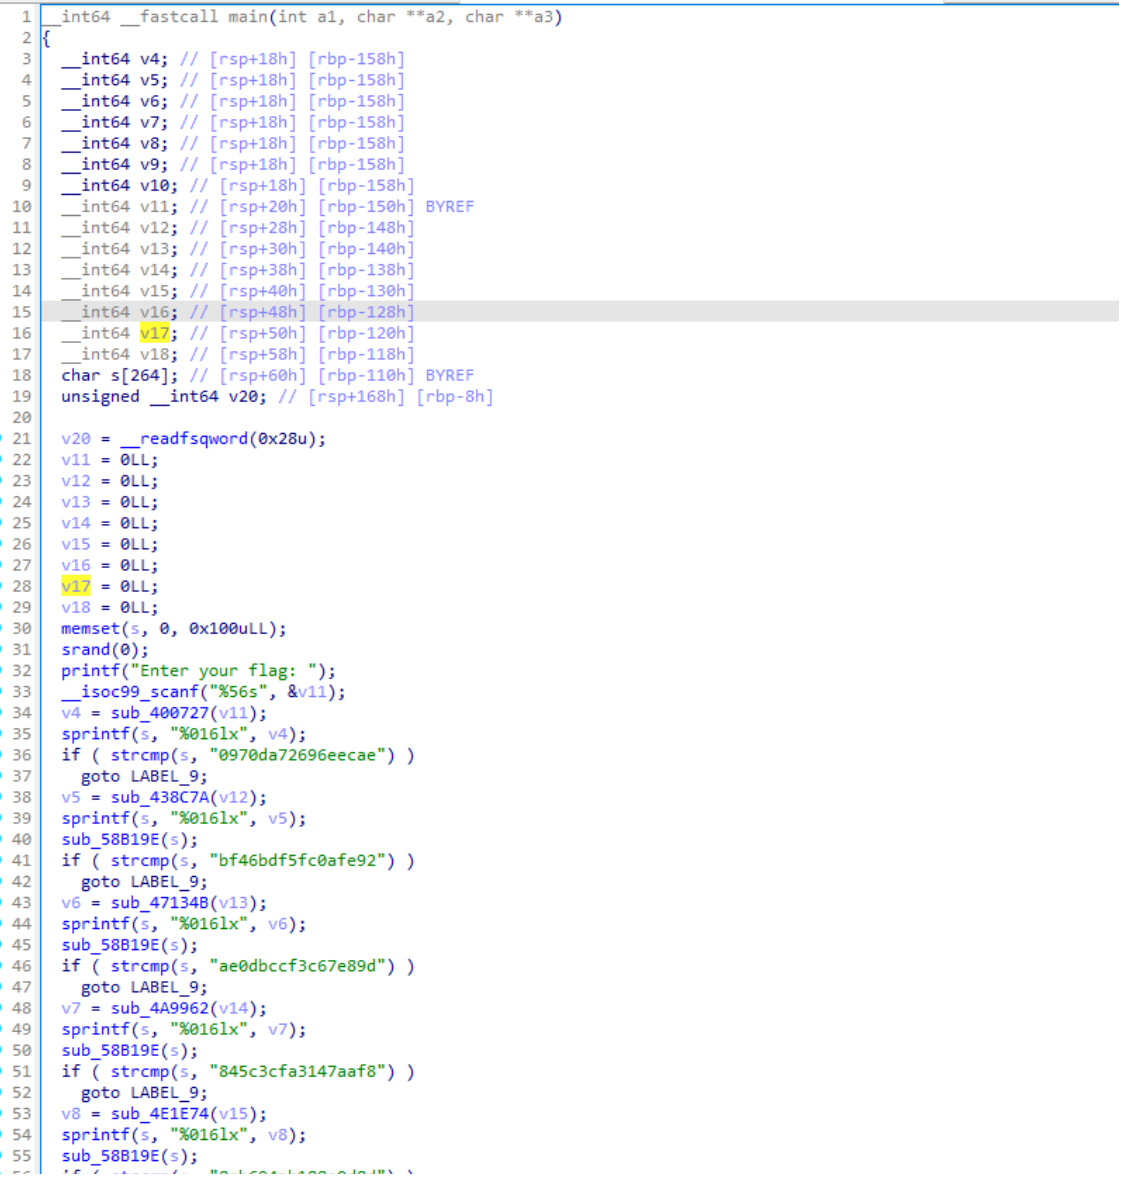 1 __int64 __fastcall main(int a1, char **a2, char **a3)
2 {
3 __int64 v4; // [rsp+18h] [rbp-158h]
4 __int64 v5; // [rsp+18h] [rbp-158h]
5 __int64 v6; // [rsp+18h] [rbp-158h]
6 __int64 v7; // [rsp+18h] [rbp-158h]
7 __int64 v8; // [rsp+18h] [rbp-158h]
8 __int64 v9; // [rsp+18h] [rbp-158h]
9 __int64 v10; // [rsp+18h] [rbp-158h]
10 __int64 v11; // [rsp+20h] [rbp-150h] BYREF
11 __int64 v12; // [rsp+28h] [rbp-148h]
12 __int64 v13; // [rsp+30h] [rbp-140h]
13 __int64 v14; // [rsp+38h] [rbp-138h]
14 __int64 v15; // [rsp+40h] [rbp-130h]
15 __int64 v16; // [rsp+48h] [rbp-128h]
16 __int64 v17; // [rsp+50h] [rbp-120h]
17 __int64 v18; // [rsp+58h] [rbp-118h]
18 char s[264]; // [rsp+60h] [rbp-110h] BYREF
19 unsigned __int64 v20; // [rsp+168h] [rbp-8h]
20
21 v20 = __readfsqword(0x28u);
22 v11 = 0LL;
23 v12 = 0LL;
24 v13 = 0LL;
25 v14 = 0LL;
26 v15 = 0LL;
27 v16 = 0LL;
28 v17 = 0LL;
29 v18 = 0LL;
30 memset(s, 0, 0x100uLL);
31 srand(0);
32 printf("Enter your flag: ");
33 __isoc99_scanf("%56s", &v11);
34 v4 = sub_400727(v11);
35 sprintf(s, "%016lx", v4);
36 if ( strcmp(s, "0970da72696eecae") )
37 goto LABEL_9;
38 v5 = sub_438C7A(v12);
39 sprintf(s, "%016lx", v5);
40 sub_58B19E(s);
41 if ( strcmp(s, "bf46bdf5fc0afe92") )
42 goto LABEL_9;
43 v6 = sub_47134B(v13);
44 sprintf(s, "%016lx", v6);
45 sub_58B19E(s);
46 if ( strcmp(s, "ae0dbccf3c67e89d") )
47 goto LABEL_9;
48 v7 = sub_4A9962(v14);
49 sprintf(s, "%016lx", v7);
50 sub_58B19E(s);
51 if ( strcmp(s, "845c3cfa3147aaf8") )
52 goto LABEL_9;
53 v8 = sub_4E1E74(v15);
54 sprintf(s, "%016lx", v8);
55 sub_58B19E(s);